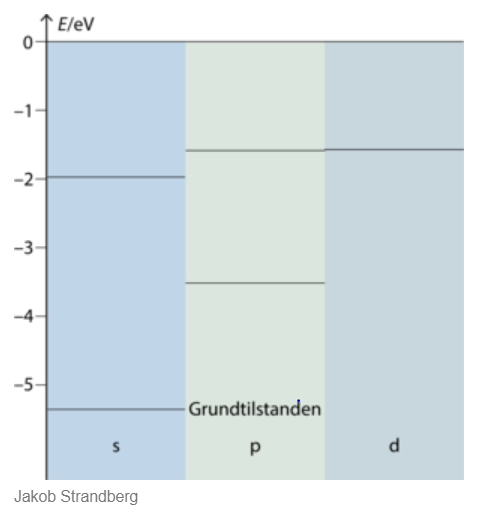 E/eV
0
−1
−2
−3
−4
−5
Grundtilstanden
s p d
Jakob Strandberg